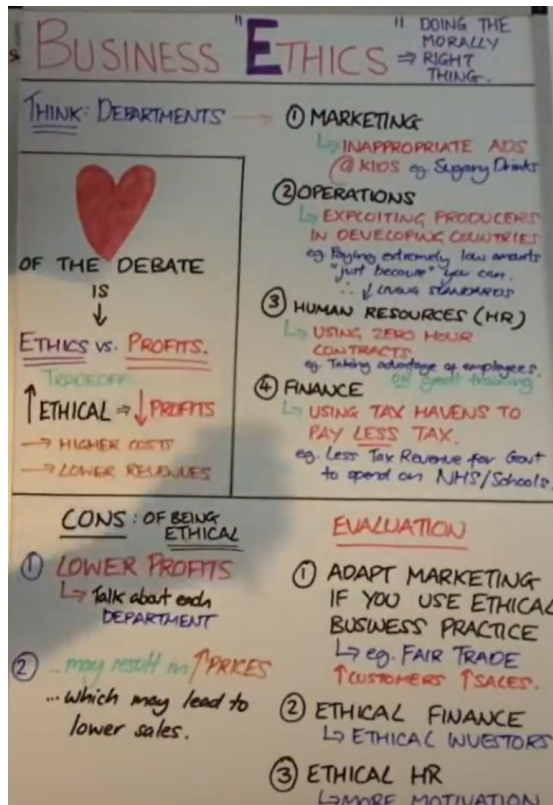 BUSINESS "ETHICS
" DOING THE
MORALLY
⇒ RIGHT
THING.
THINK: DEPARTMENTS →
① MARKETING
↳ INAPPROPRIATE ADS
@ KIDS eg. Sugary Drinks
② OPERATIONS
↳ EXPLOITING PRODUCERS
IN DEVELOPING COUNTRIES
eg Paying extremely low amounts
"just because" you can.
∴ ↓ LIVING STANDARDS
③ HUMAN RESOURCES (HR)
↳ USING ZERO HOUR
CONTRACTS
eg. Taking advantage of employees.
or great training
④ FINANCE
↳ USING TAX HAVENS TO
PAY LESS TAX.
eg. Less Tax Revenue for Govt
to spend on NHS/Schools.
OF THE DEBATE
IS
↓
ETHICS vs. PROFITS.
TRADEOFF
↑ ETHICAL ⇒ ↓ PROFITS
→ HIGHER COSTS
→ LOWER REVENUES
CONS: OF BEING
ETHICAL
① LOWER PROFITS
↳ Talk about each
DEPARTMENT
② ...may result in ↑ PRICES
...which may lead to
lower sales.
EVALUATION
① ADAPT MARKETING
IF YOU USE ETHICAL
BUSINESS PRACTICE
↳ eg. FAIR TRADE
↑ CUSTOMERS ↑ SALES.
② ETHICAL FINANCE
↳ ETHICAL INVESTORS
③ ETHICAL HR
↳ MORE MOTIVATION